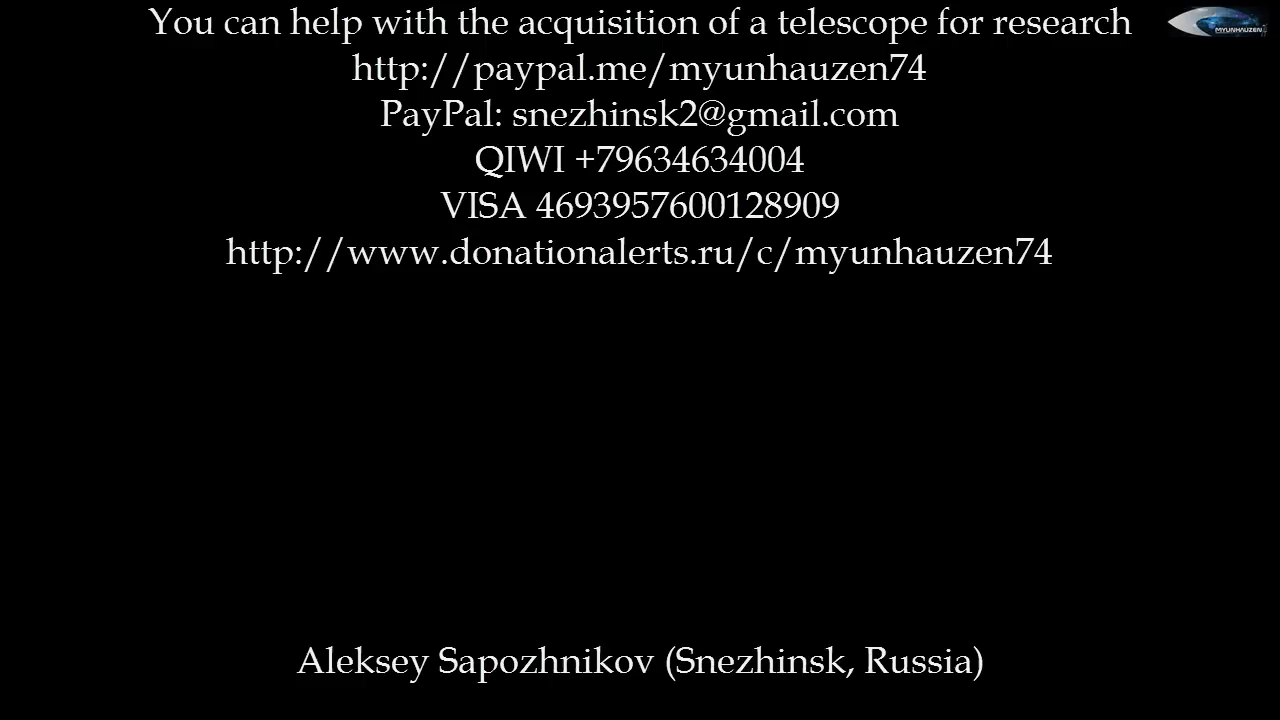 You can help with the acquisition of a telescope for research
MYUNHAUZEN
http://paypal.me/myunhauzen74
PayPal: snezhinsk2@gmail.com
QIWI +79634634004
VISA 4693957600128909
http://www.donationalerts.ru/c/myunhauzen74
Aleksey Sapozhnikov (Snezhinsk, Russia)